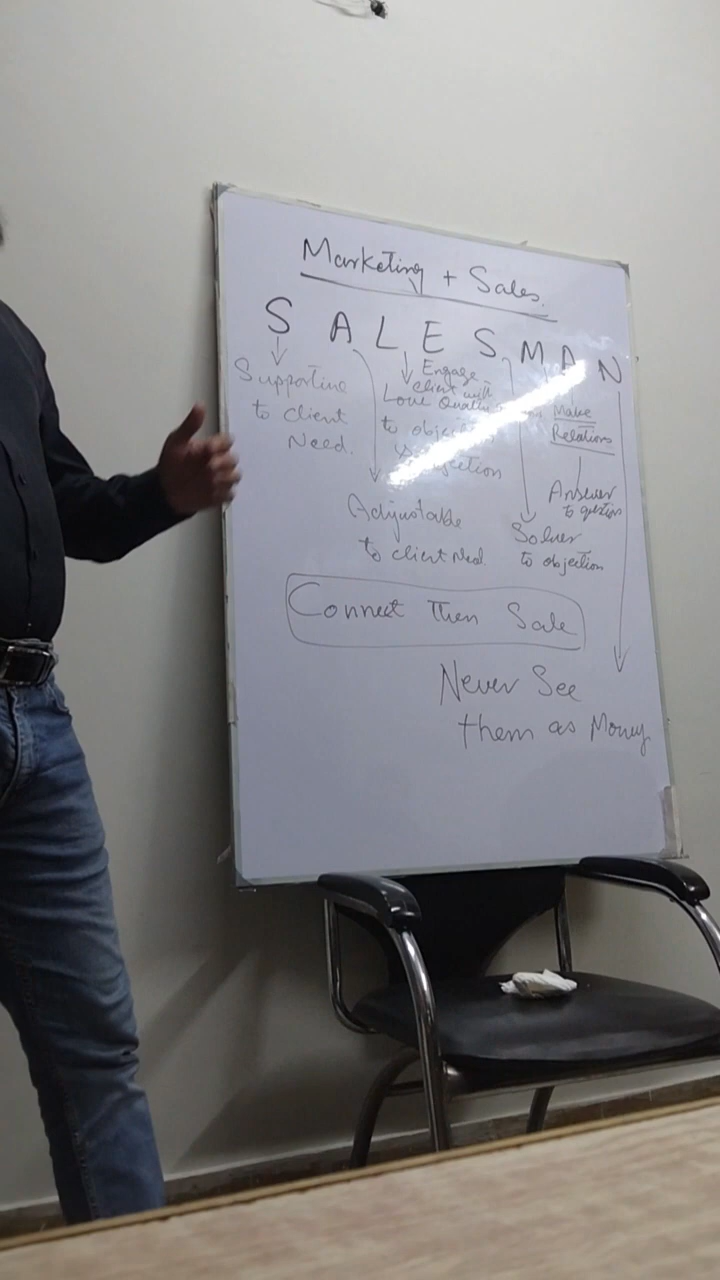 Marketing + Sales.
S A L E S M A N
Supportive
to client
Need.
Adjustable
to client Need.
Love
to
Engage
client with
Solver
to objection
Make
Relations
Answer
to question
Connect Then Sale
Never See
them as Money